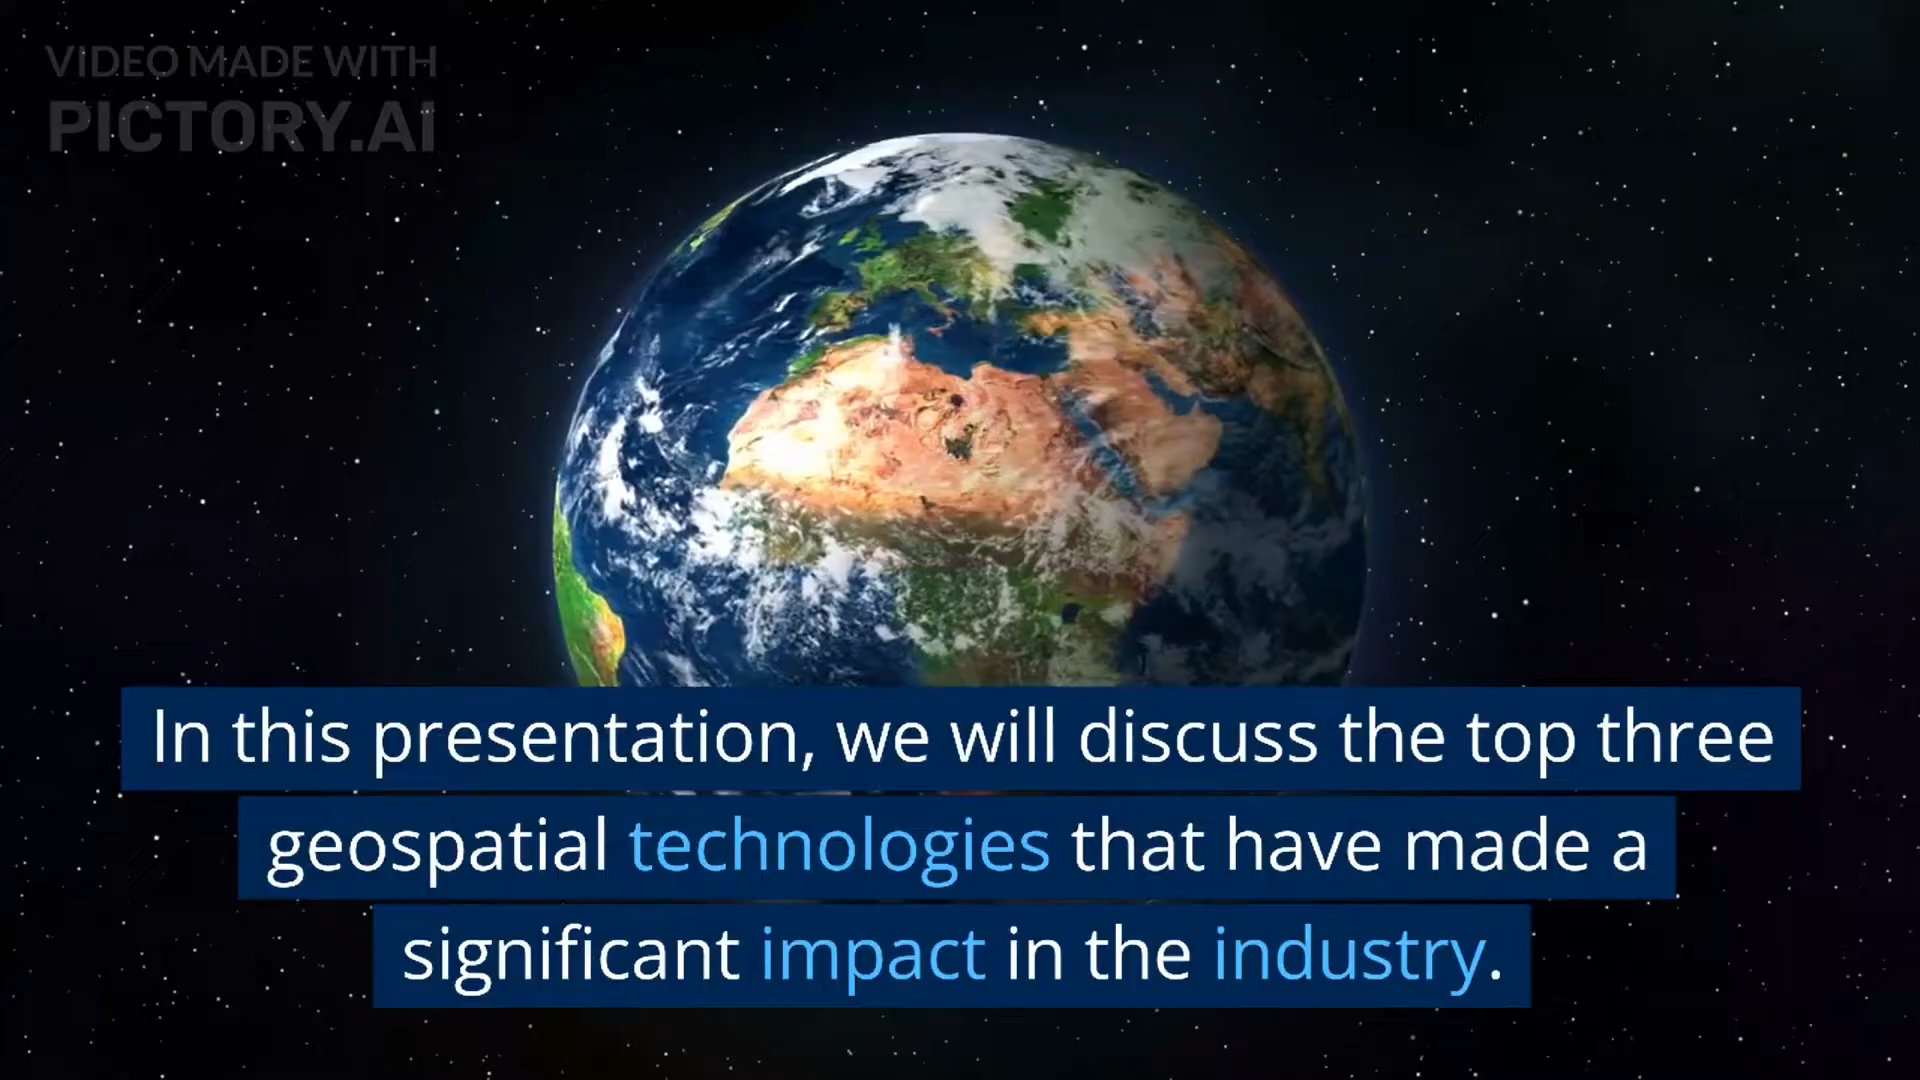 VIDEO MADE WITH
PICTORY.AI
In this presentation, we will discuss the top three
geospatial technologies that have made a
significant impact in the industry.